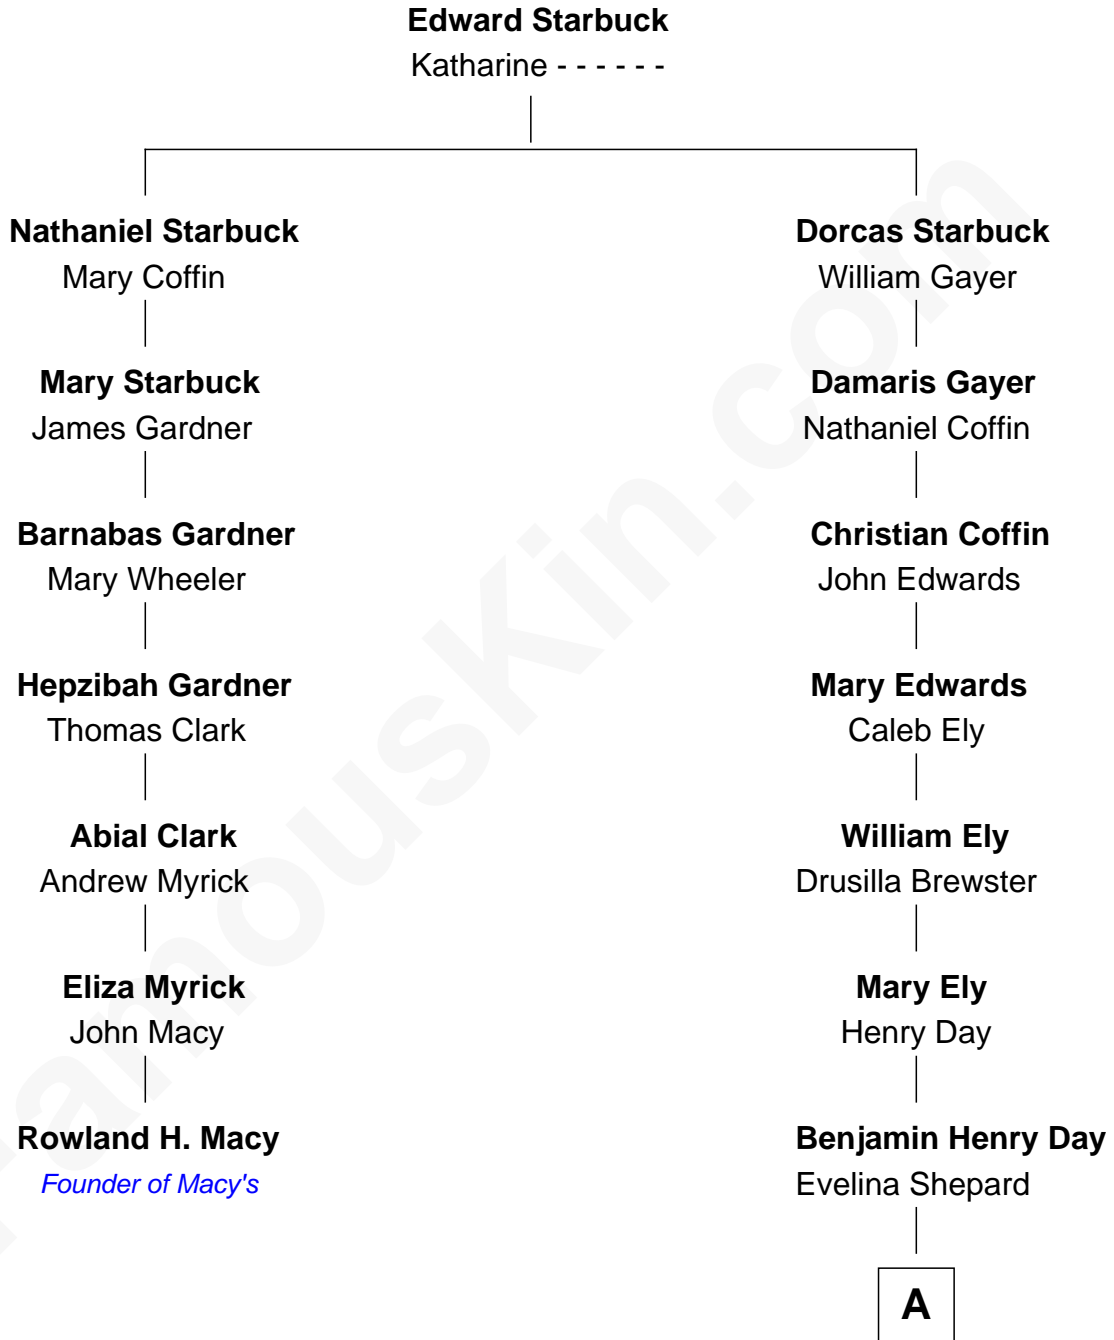 Edward Starbuck
Katharine - - - - - -
Nathaniel Starbuck
Mary Coffin
Dorcas Starbuck
William Gayer
Mary Starbuck
James Gardner
Damaris Gayer
Nathaniel Coffin
Barnabas Gardner
Mary Wheeler
Christian Coffin
John Edwards
Hepzibah Gardner
Thomas Clark
Mary Edwards
Caleb Ely
Abial Clark
Andrew Myrick
William Ely
Drusilla Brewster
Eliza Myrick
John Macy
Mary Ely
Henry Day
Rowland H. Macy
Founder of Macy's
Benjamin Henry Day
Evelina Shepard
A
FamousKin.com